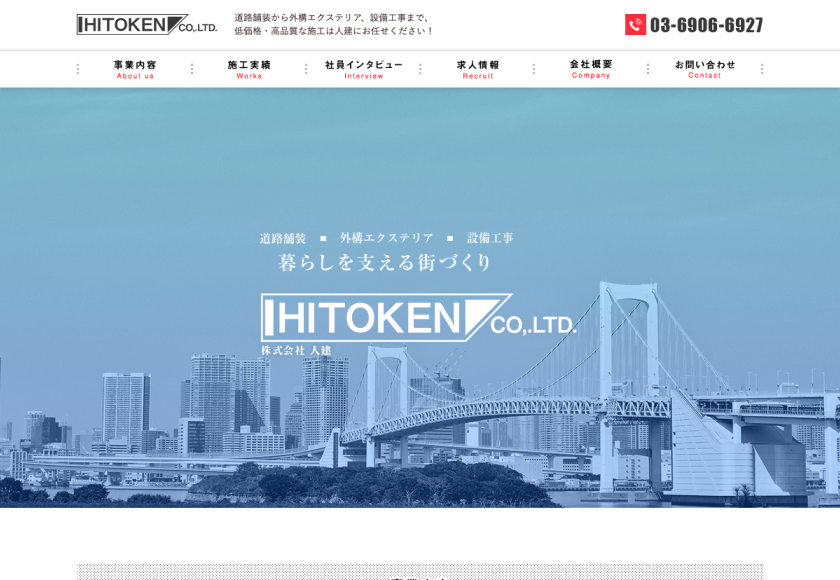 HITOKEN CO,.LTD.
道路舗装から外構エクステリア、設備工事まで、
低価格・高品質な施工は人建にお任せください！
03-6906-6927
事業内容
About us
施工実績
Works
社員インタビュー
Interview
求人情報
Recruit
会社概要
Company
お問い合わせ
Contact
道路舗装 ■ 外構エクステリア ■ 設備工事
暮らしを支える街づくり
HITOKEN CO,.LTD.
株式会社 人建